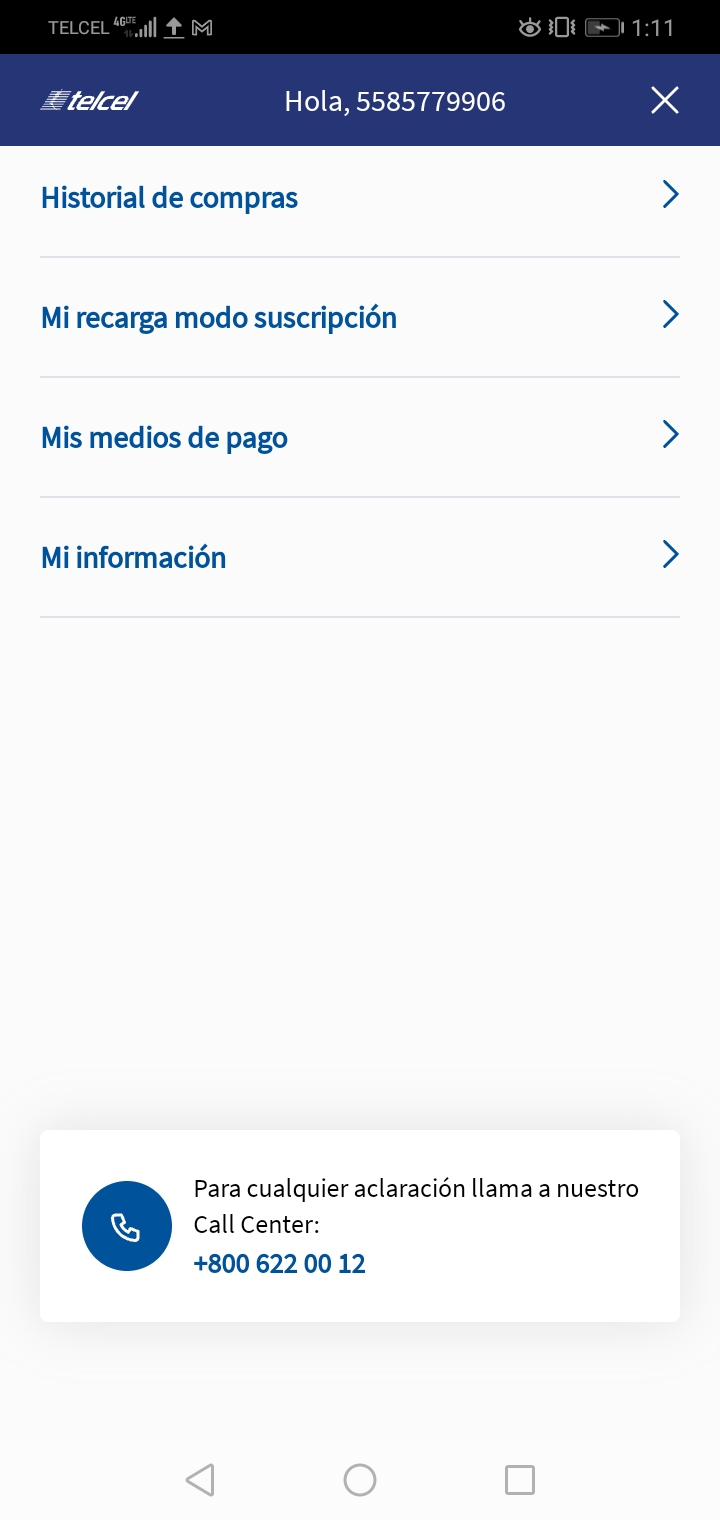 TELCEL 4G LTE 1:11
telcel Hola, 5585779906
Historial de compras
Mi recarga modo suscripción
Mis medios de pago
Mi información
Para cualquier aclaración llama a nuestro
Call Center:
+800 622 00 12